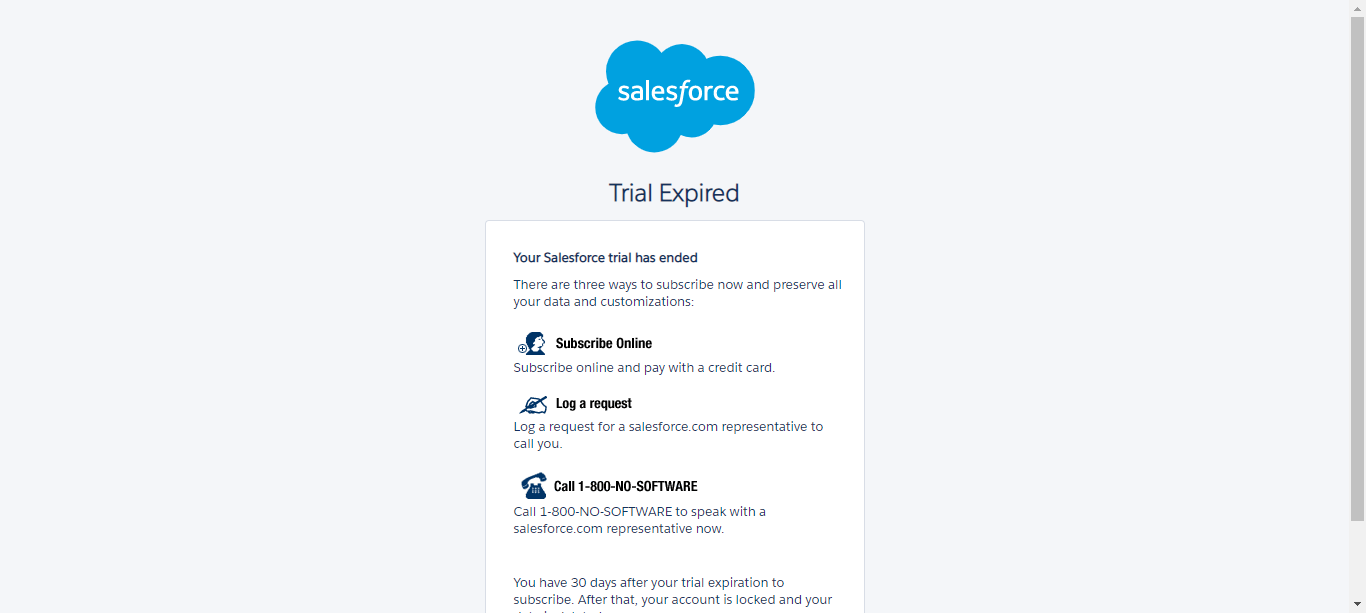 salesforce
Trial Expired
Your Salesforce trial has ended
There are three ways to subscribe now and preserve all
your data and customizations:
Subscribe Online
Subscribe online and pay with a credit card.
Log a request
Log a request for a salesforce.com representative to
call you.
Call 1-800-NO-SOFTWARE
Call 1-800-NO-SOFTWARE to speak with a
salesforce.com representative now.
You have 30 days after your trial expiration to
subscribe. After that, your account is locked and your